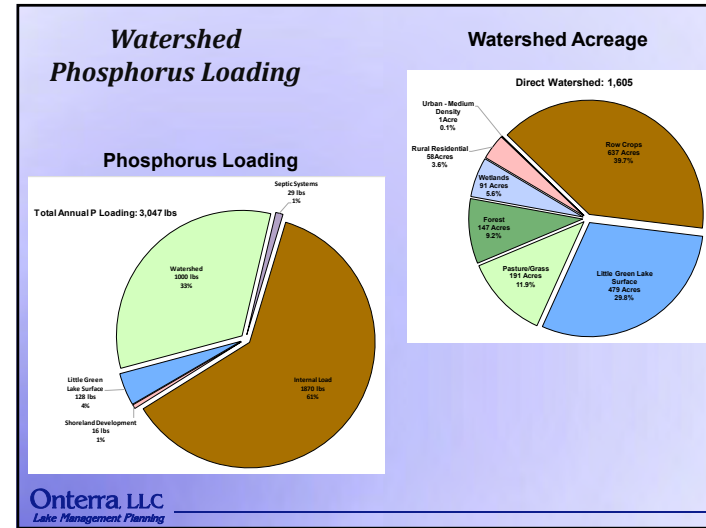 Watershed
Phosphorus Loading
Phosphorus Loading
Total Annual P Loading: 3,047 lbs
Septic Systems
29 lbs
1%
Watershed
1000 lbs
33%
Little Green
Lake Surface
128 lbs
4%
Shoreland Development
16 lbs
1%
Internal Load
1870 lbs
61%
Watershed Acreage
Direct Watershed: 1,605
Urban - Medium
Density
1Acre
0.1%
Rural Residential
58Acres
3.6%
Wetlands
91 Acres
5.6%
Forest
147 Acres
9.2%
Pasture/Grass
191 Acres
11.9%
Row Crops
637 Acres
39.7%
Little Green Lake
Surface
479 Acres
29.8%
Onterra, LLC
Lake Management Planning